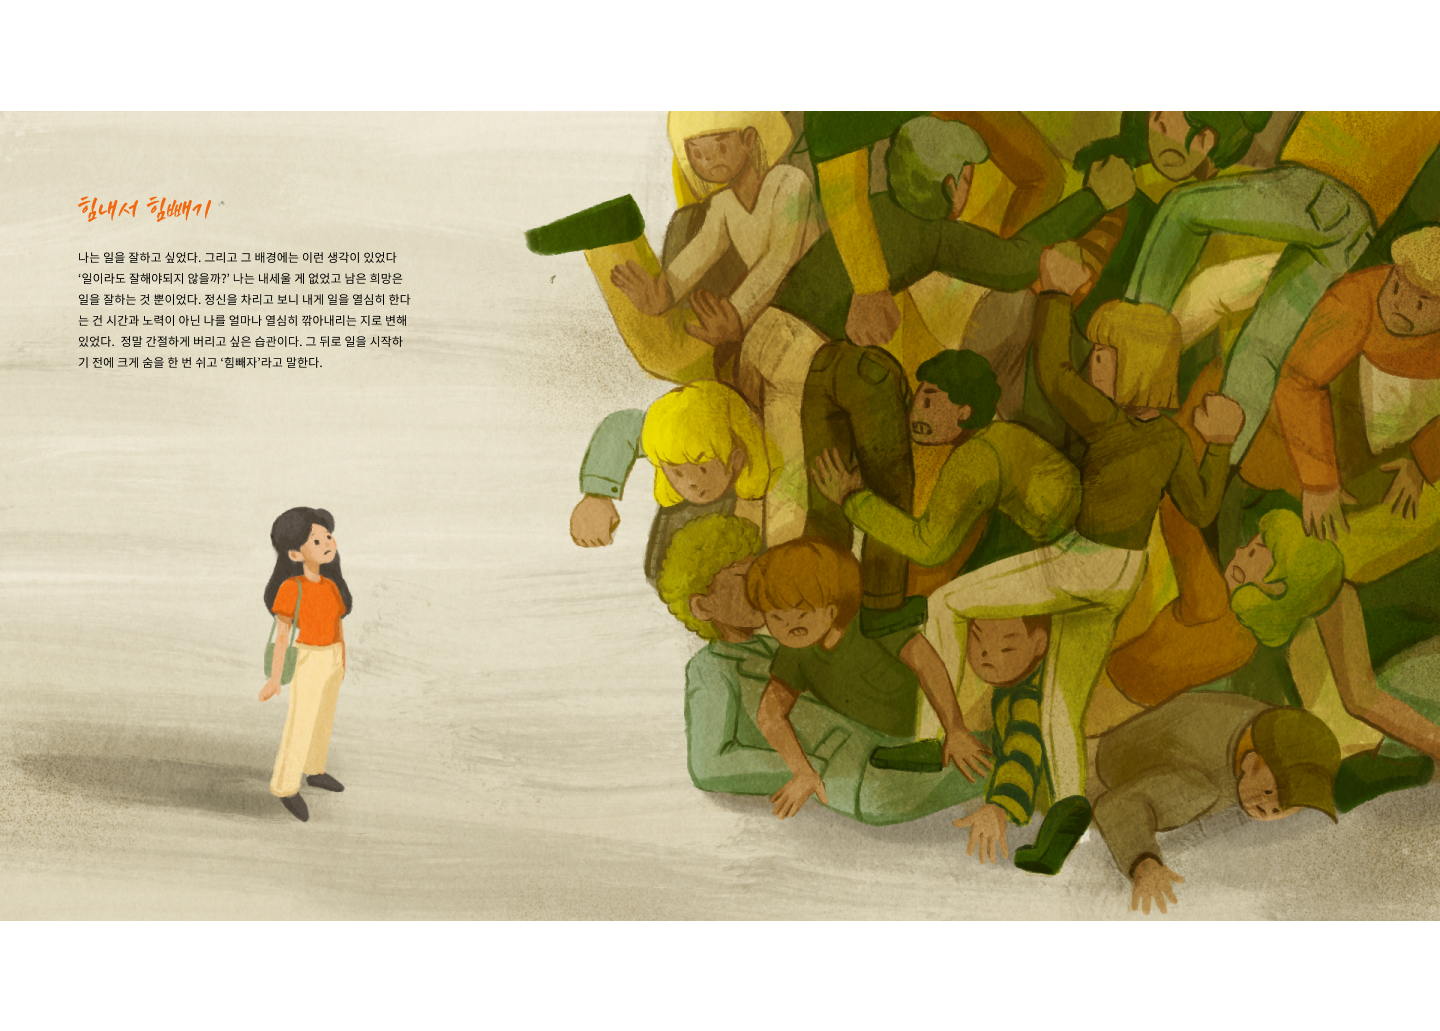 힘내서 힘빼기
나는 일을 잘하고 싶었다. 그리고 그 배경에는 이런 생각이 있었다
‘일이라도 잘해야되지 않을까?’ 나는 내세울 게 없었고 남은 희망은
일을 잘하는 것 뿐이었다. 정신을 차리고 보니 내게 일을 열심히 한다
는 건 시간과 노력이 아닌 나를 얼마나 열심히 깎아내리는 지로 변해
있었다. 정말 간절하게 버리고 싶은 습관이다. 그 뒤로 일을 시작하
기 전에 크게 숨을 한 번 쉬고 ‘힘빼자’라고 말한다.